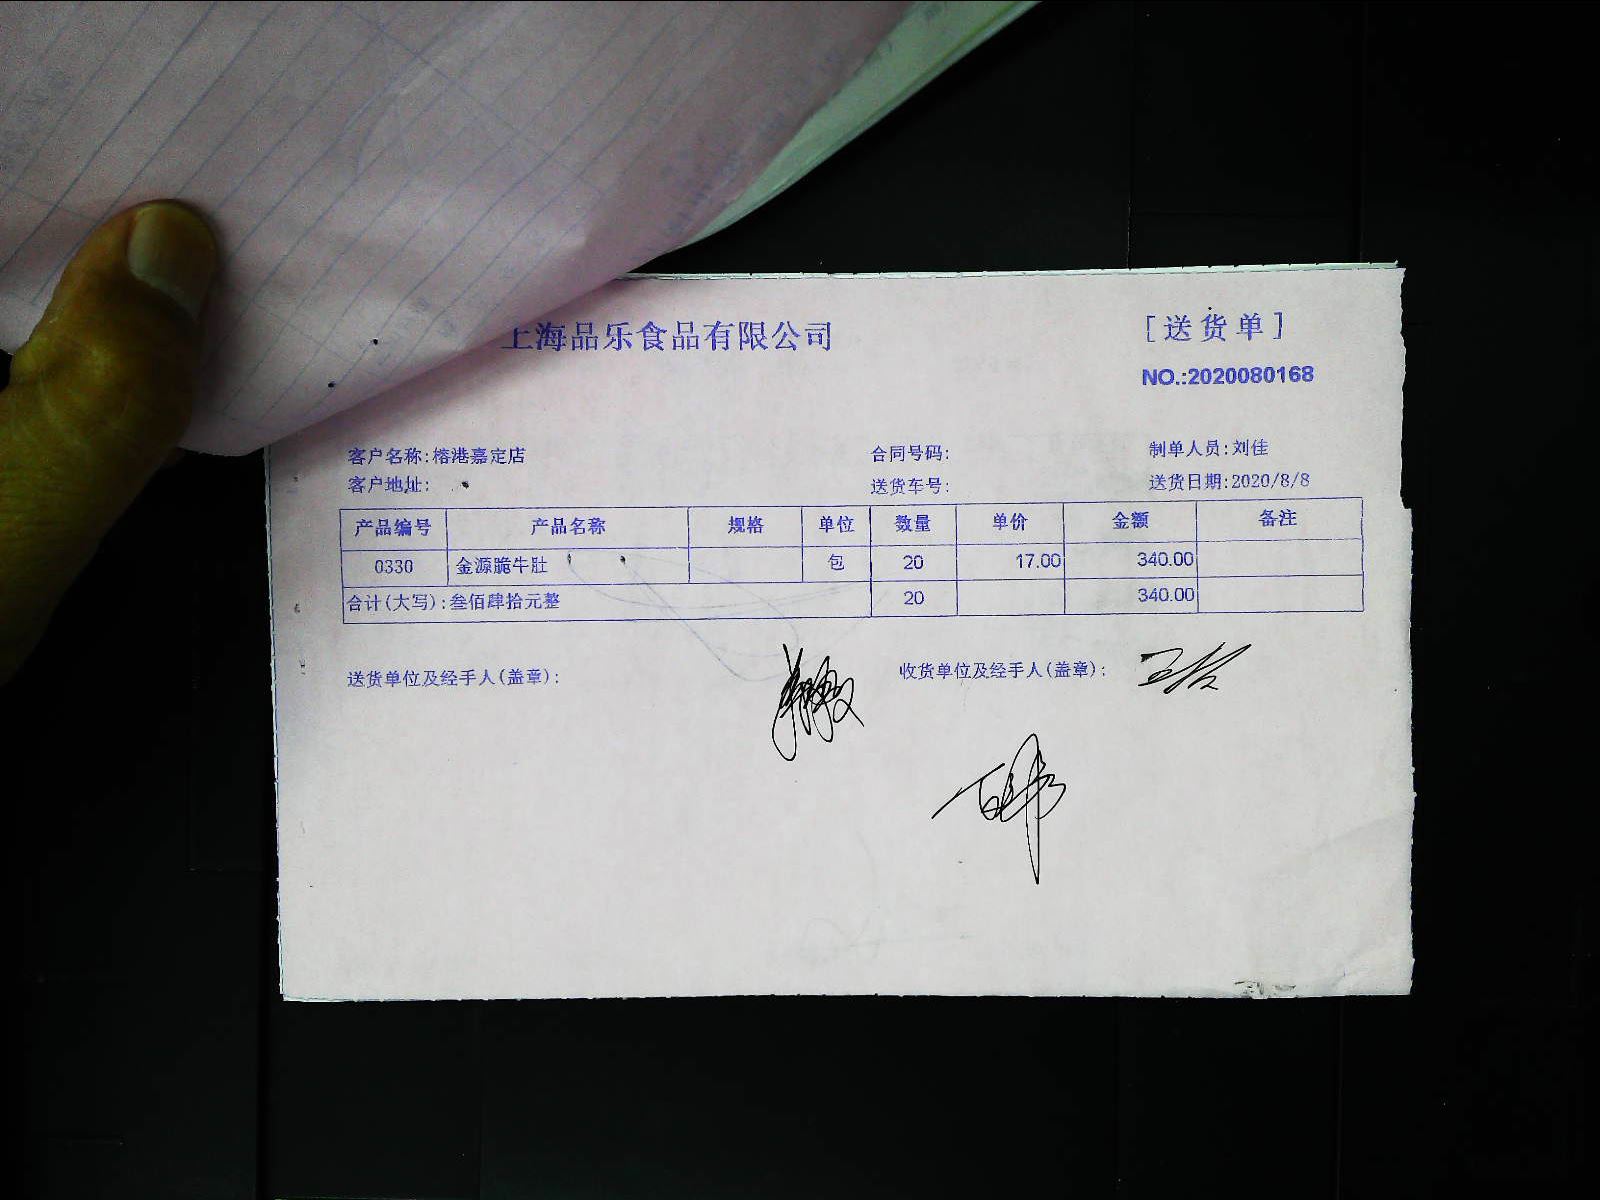 上海品乐食品有限公司
[送货单]
NO.:2020080168
客户名称:榕港嘉定店 合同号码: 制单人员:刘佳
客户地址: 送货车号: 送货日期:2020/8/8
产品编号 产品名称 规格 单位 数量 单价 金额 备注
0330 金源脆牛肚 包 20 17.00 340.00
合计(大写):叁佰肆拾元整 20 340.00
送货单位及经手人(盖章): 收货单位及经手人(盖章):